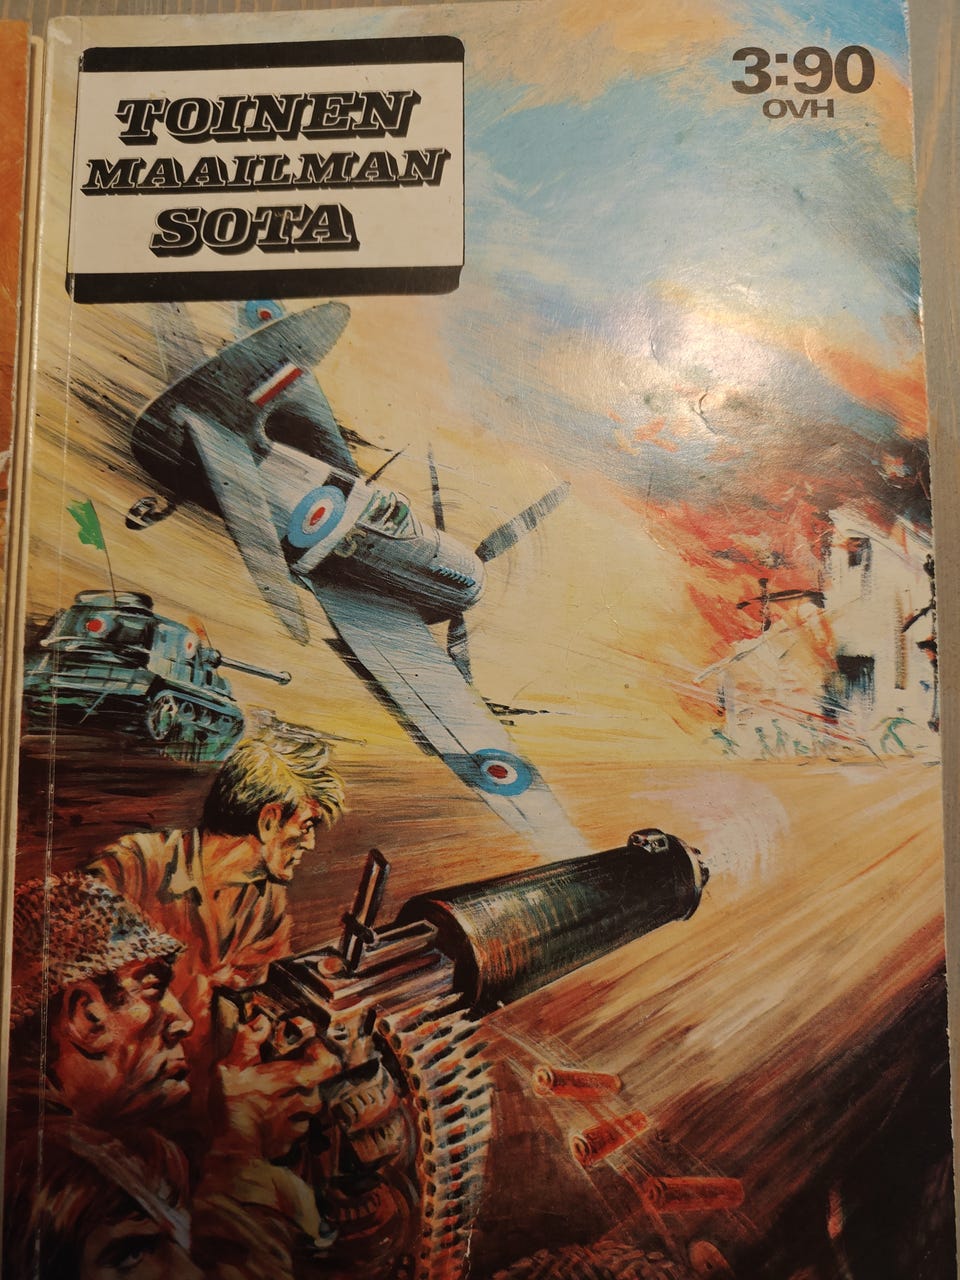 TOINEN
MAAILMAN
SOTA
3:90
OVH